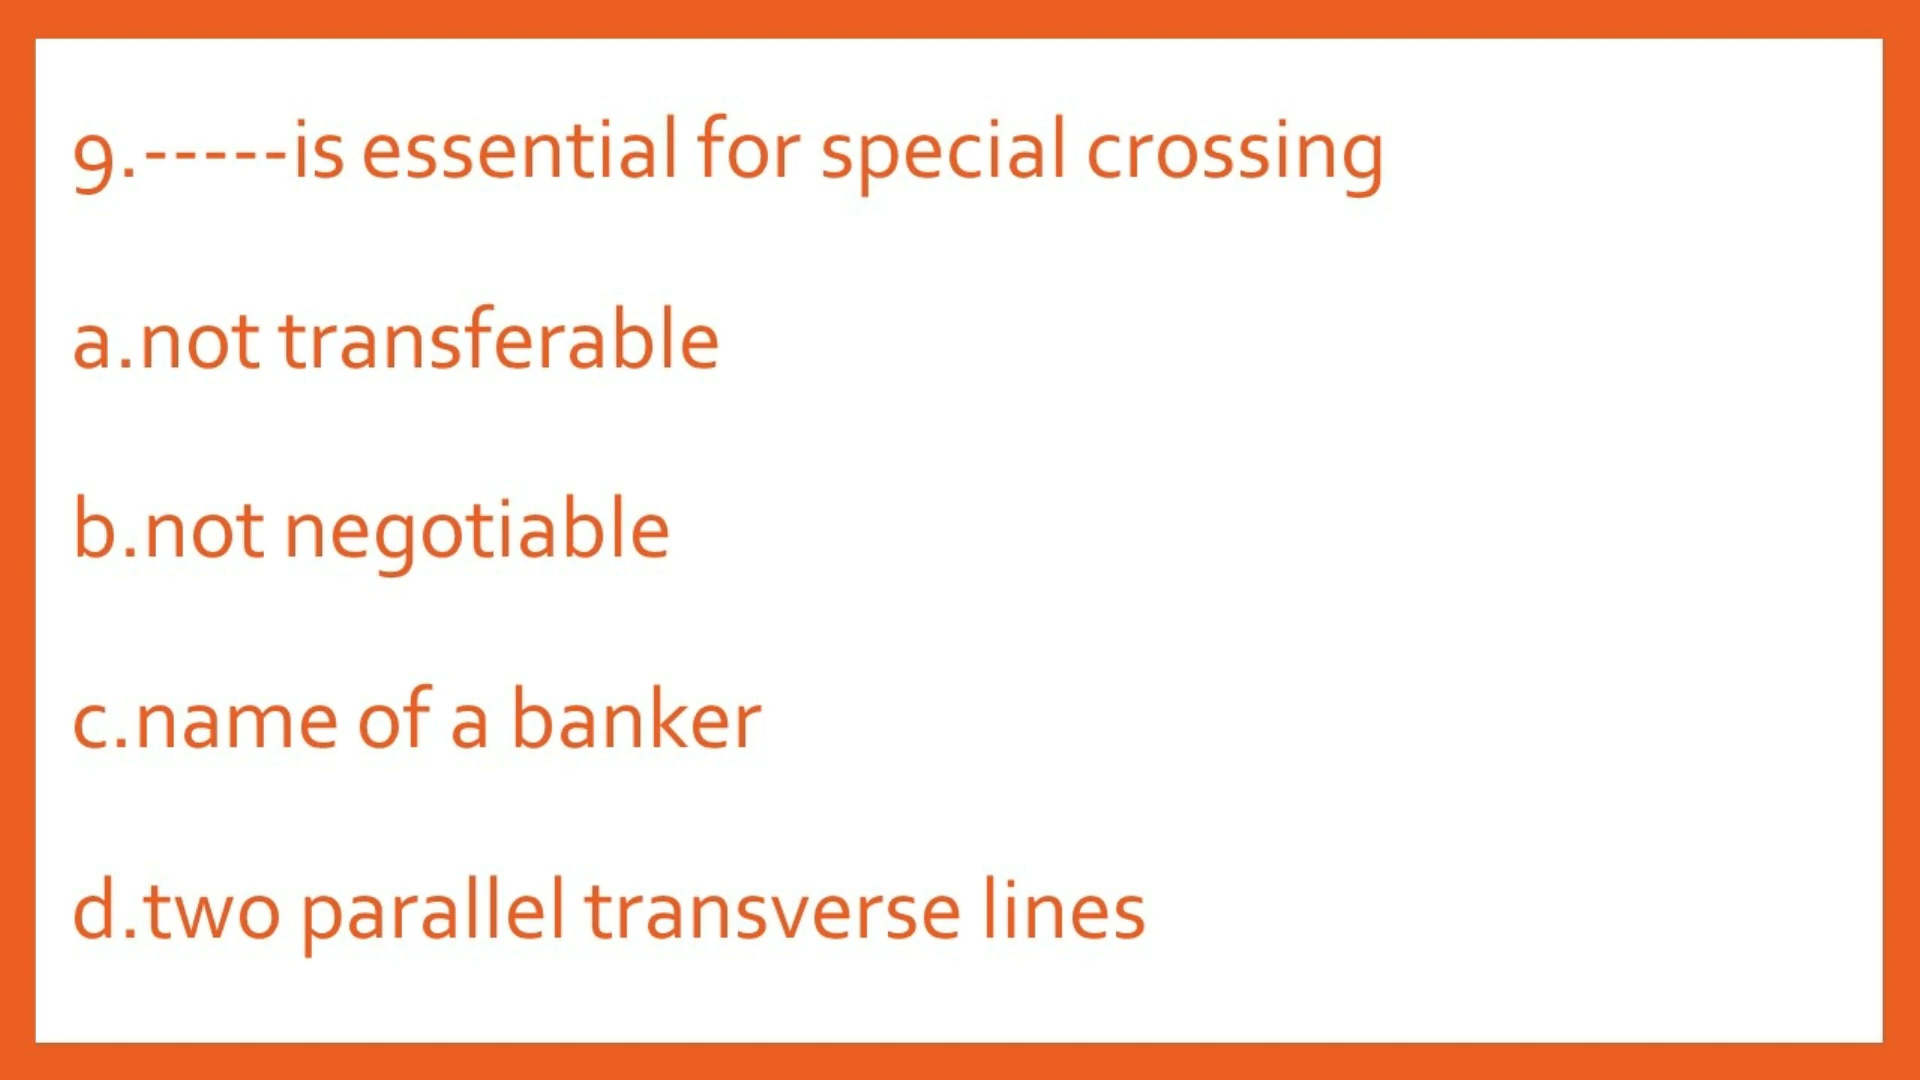 9.-----is essential for special crossing
a.not transferable
b.not negotiable
c.name of a banker
d.two parallel transverse lines